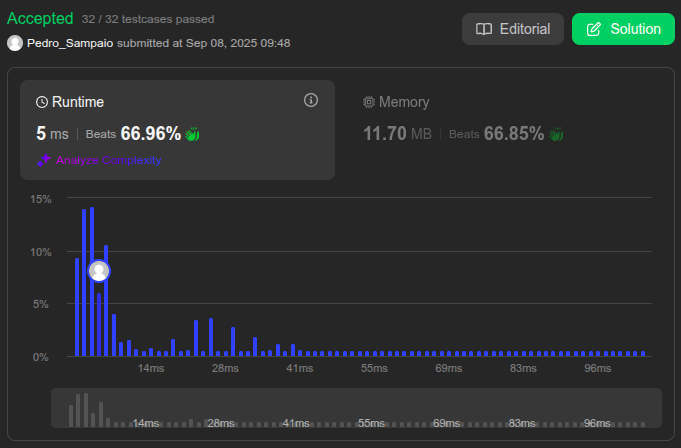 Accepted 32 / 32 testcases passed
Pedro_Sampaio submitted at Sep 08, 2025 09:48
Editorial
Solution
Runtime
5 ms Beats 66.96%
Analyze Complexity
Memory
11.70 MB Beats 66.85%
15%
10%
5%
0%
14ms 28ms 41ms 55ms 69ms 83ms 96ms
14ms 28ms 41ms 55ms 69ms 83ms 96ms